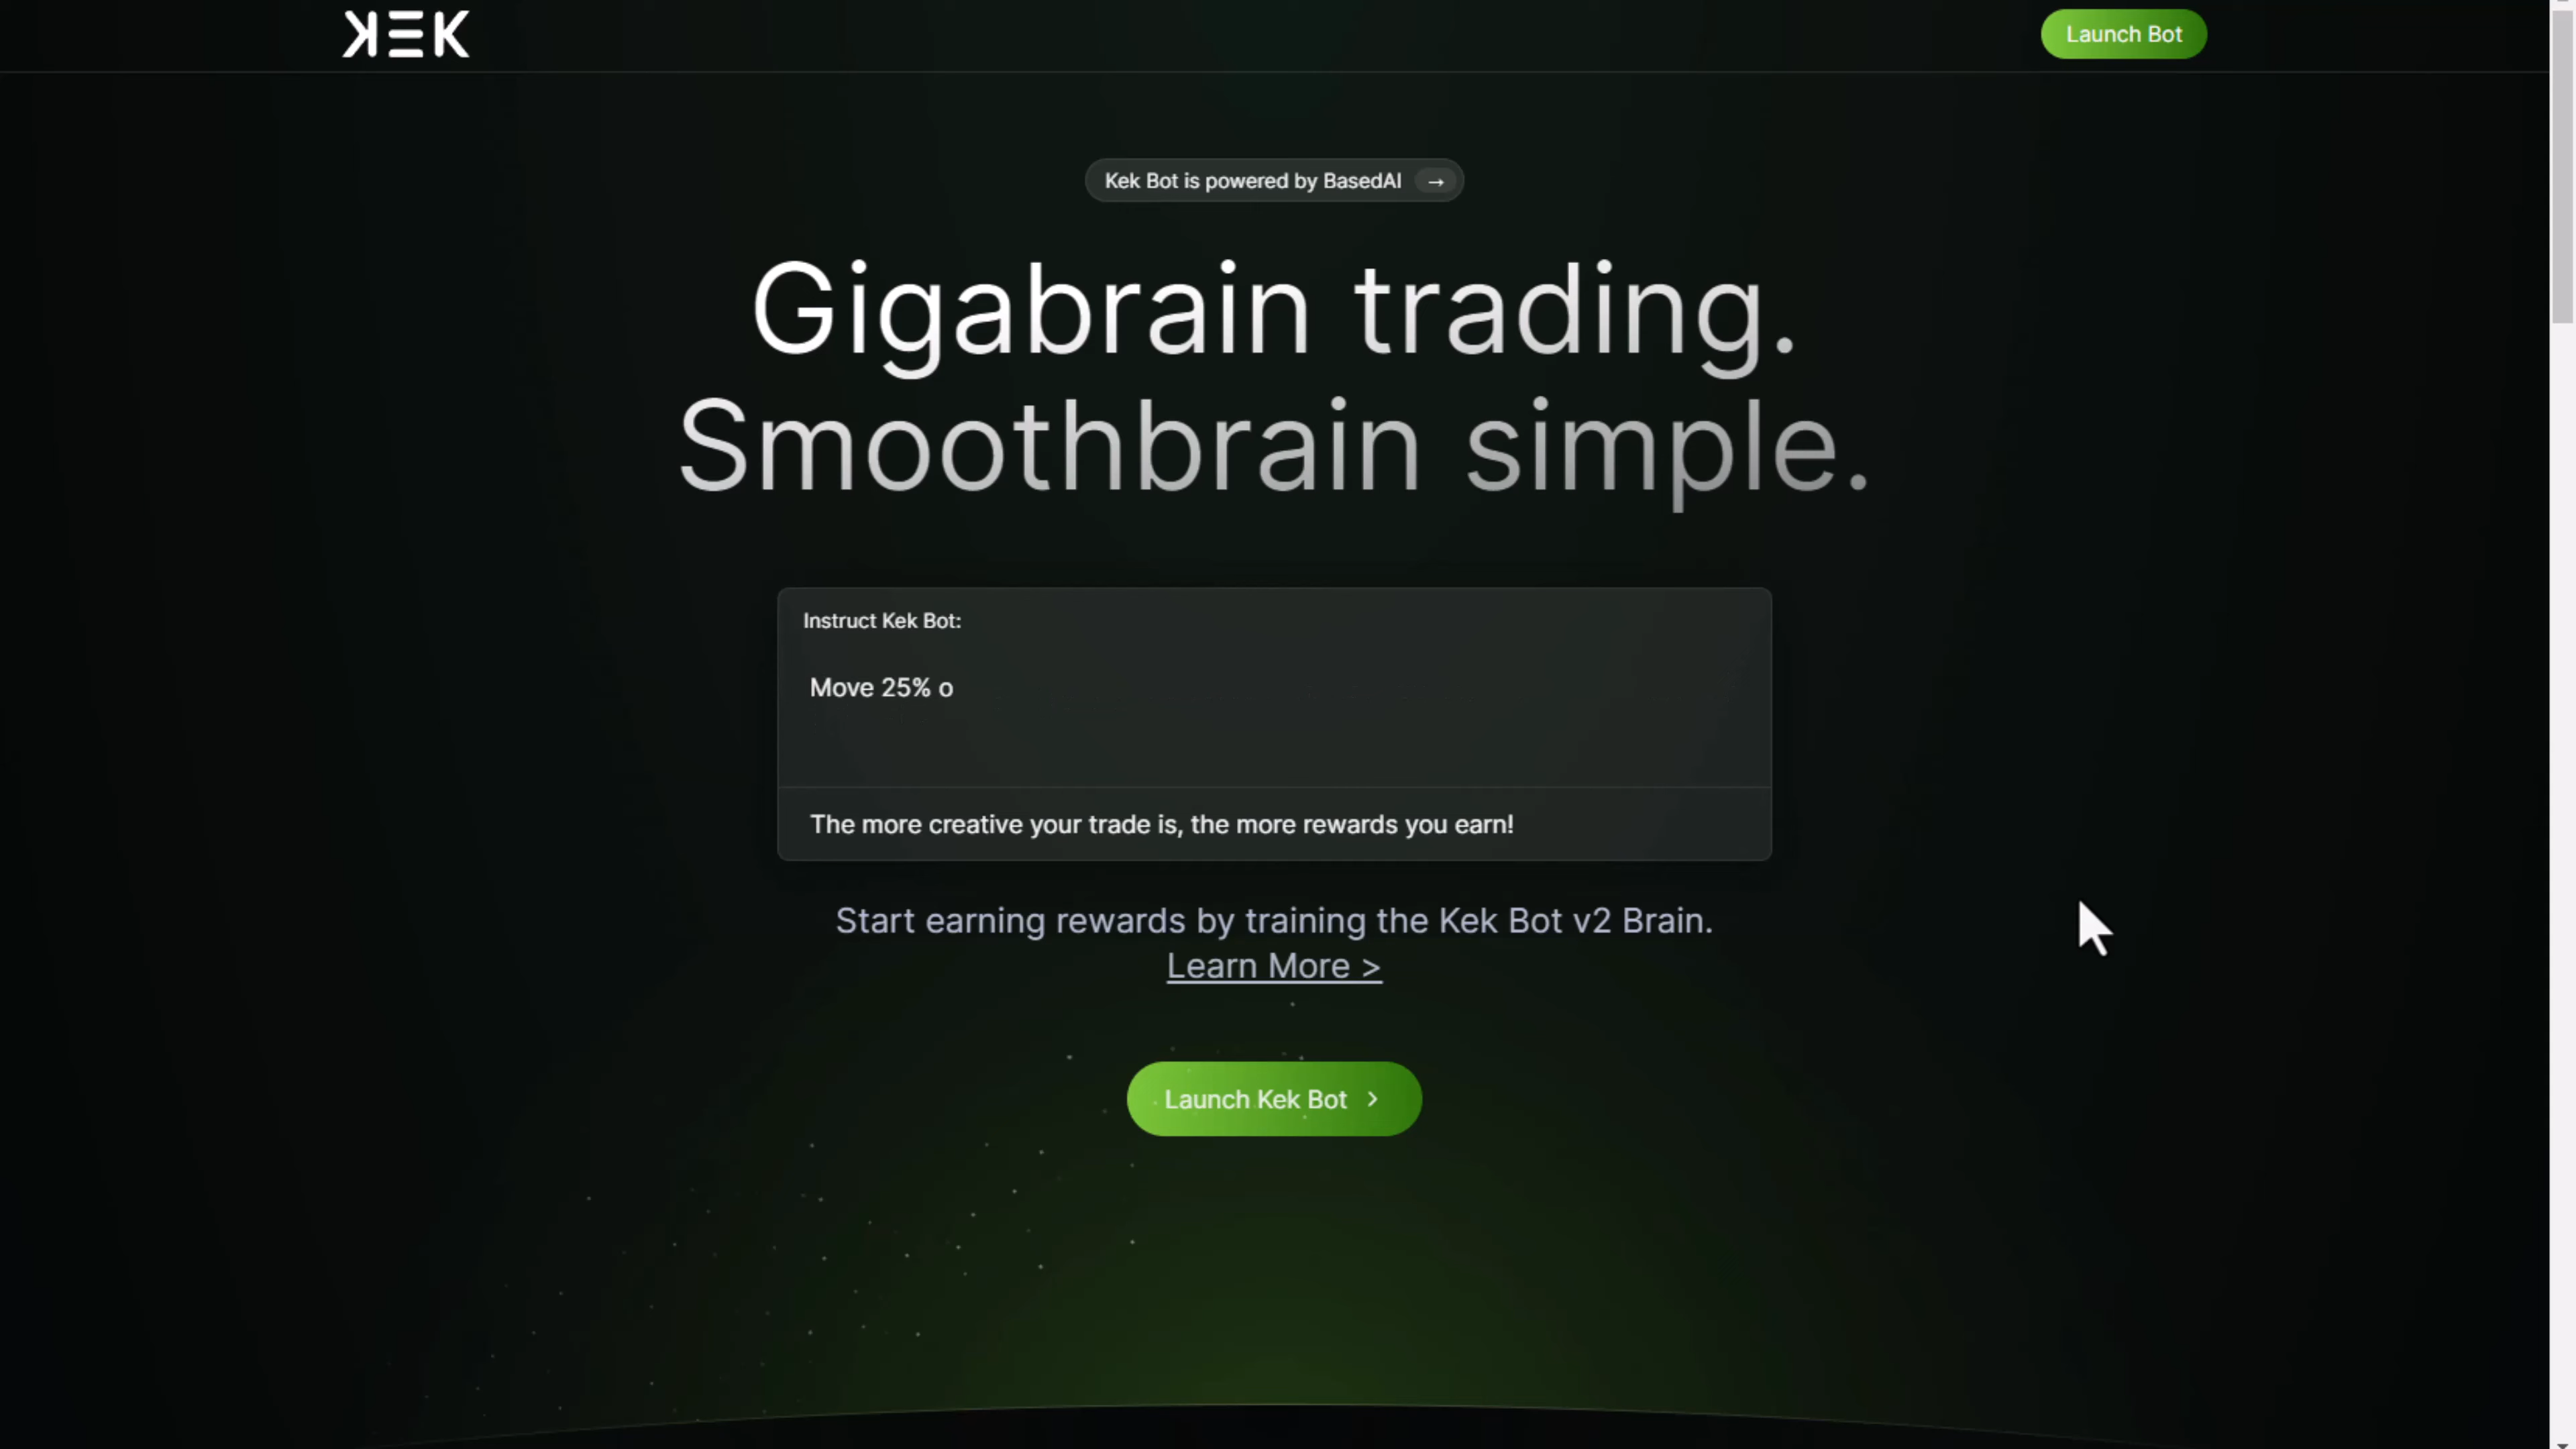 KEK
Launch Bot
Kek Bot is powered by BasedAI →
Gigabrain trading.
Smoothbrain simple.
Instruct Kek Bot:
Move 25% o
The more creative your trade is, the more rewards you earn!
Start earning rewards by training the Kek Bot v2 Brain.
Learn More >
Launch Kek Bot >